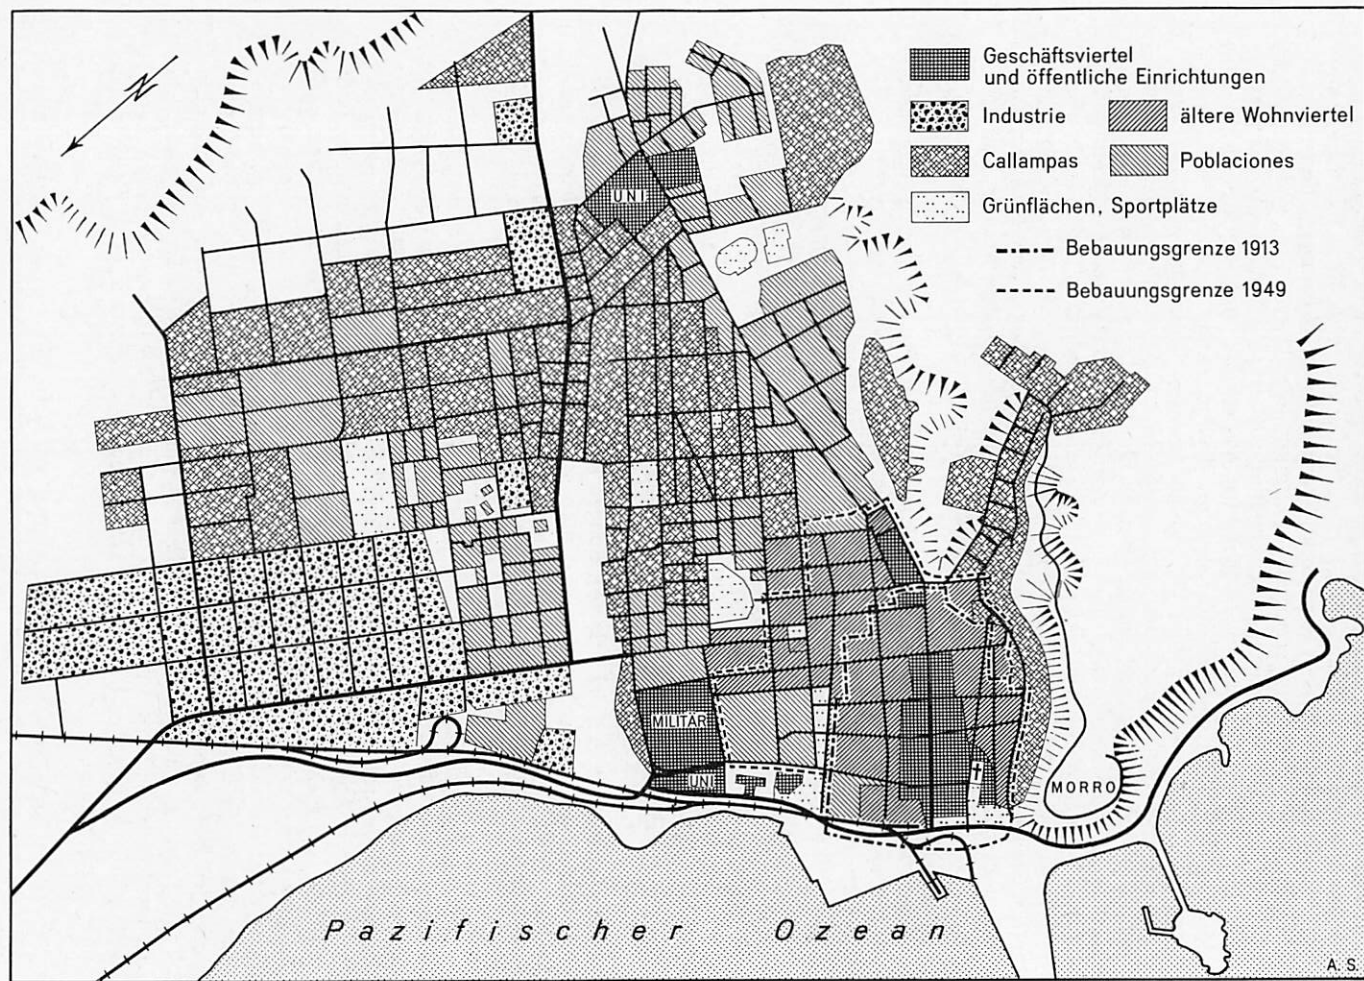 N
Geschäftsviertel
und öffentliche Einrichtungen
Industrie
ältere Wohnviertel
Callampas
Poblaciones
Grünflächen, Sportplätze
Bebauungsgrenze 1913
Bebauungsgrenze 1949
UNI
MILITÄR
UNI
MORRO
Pazifischer Ozean
A. S.